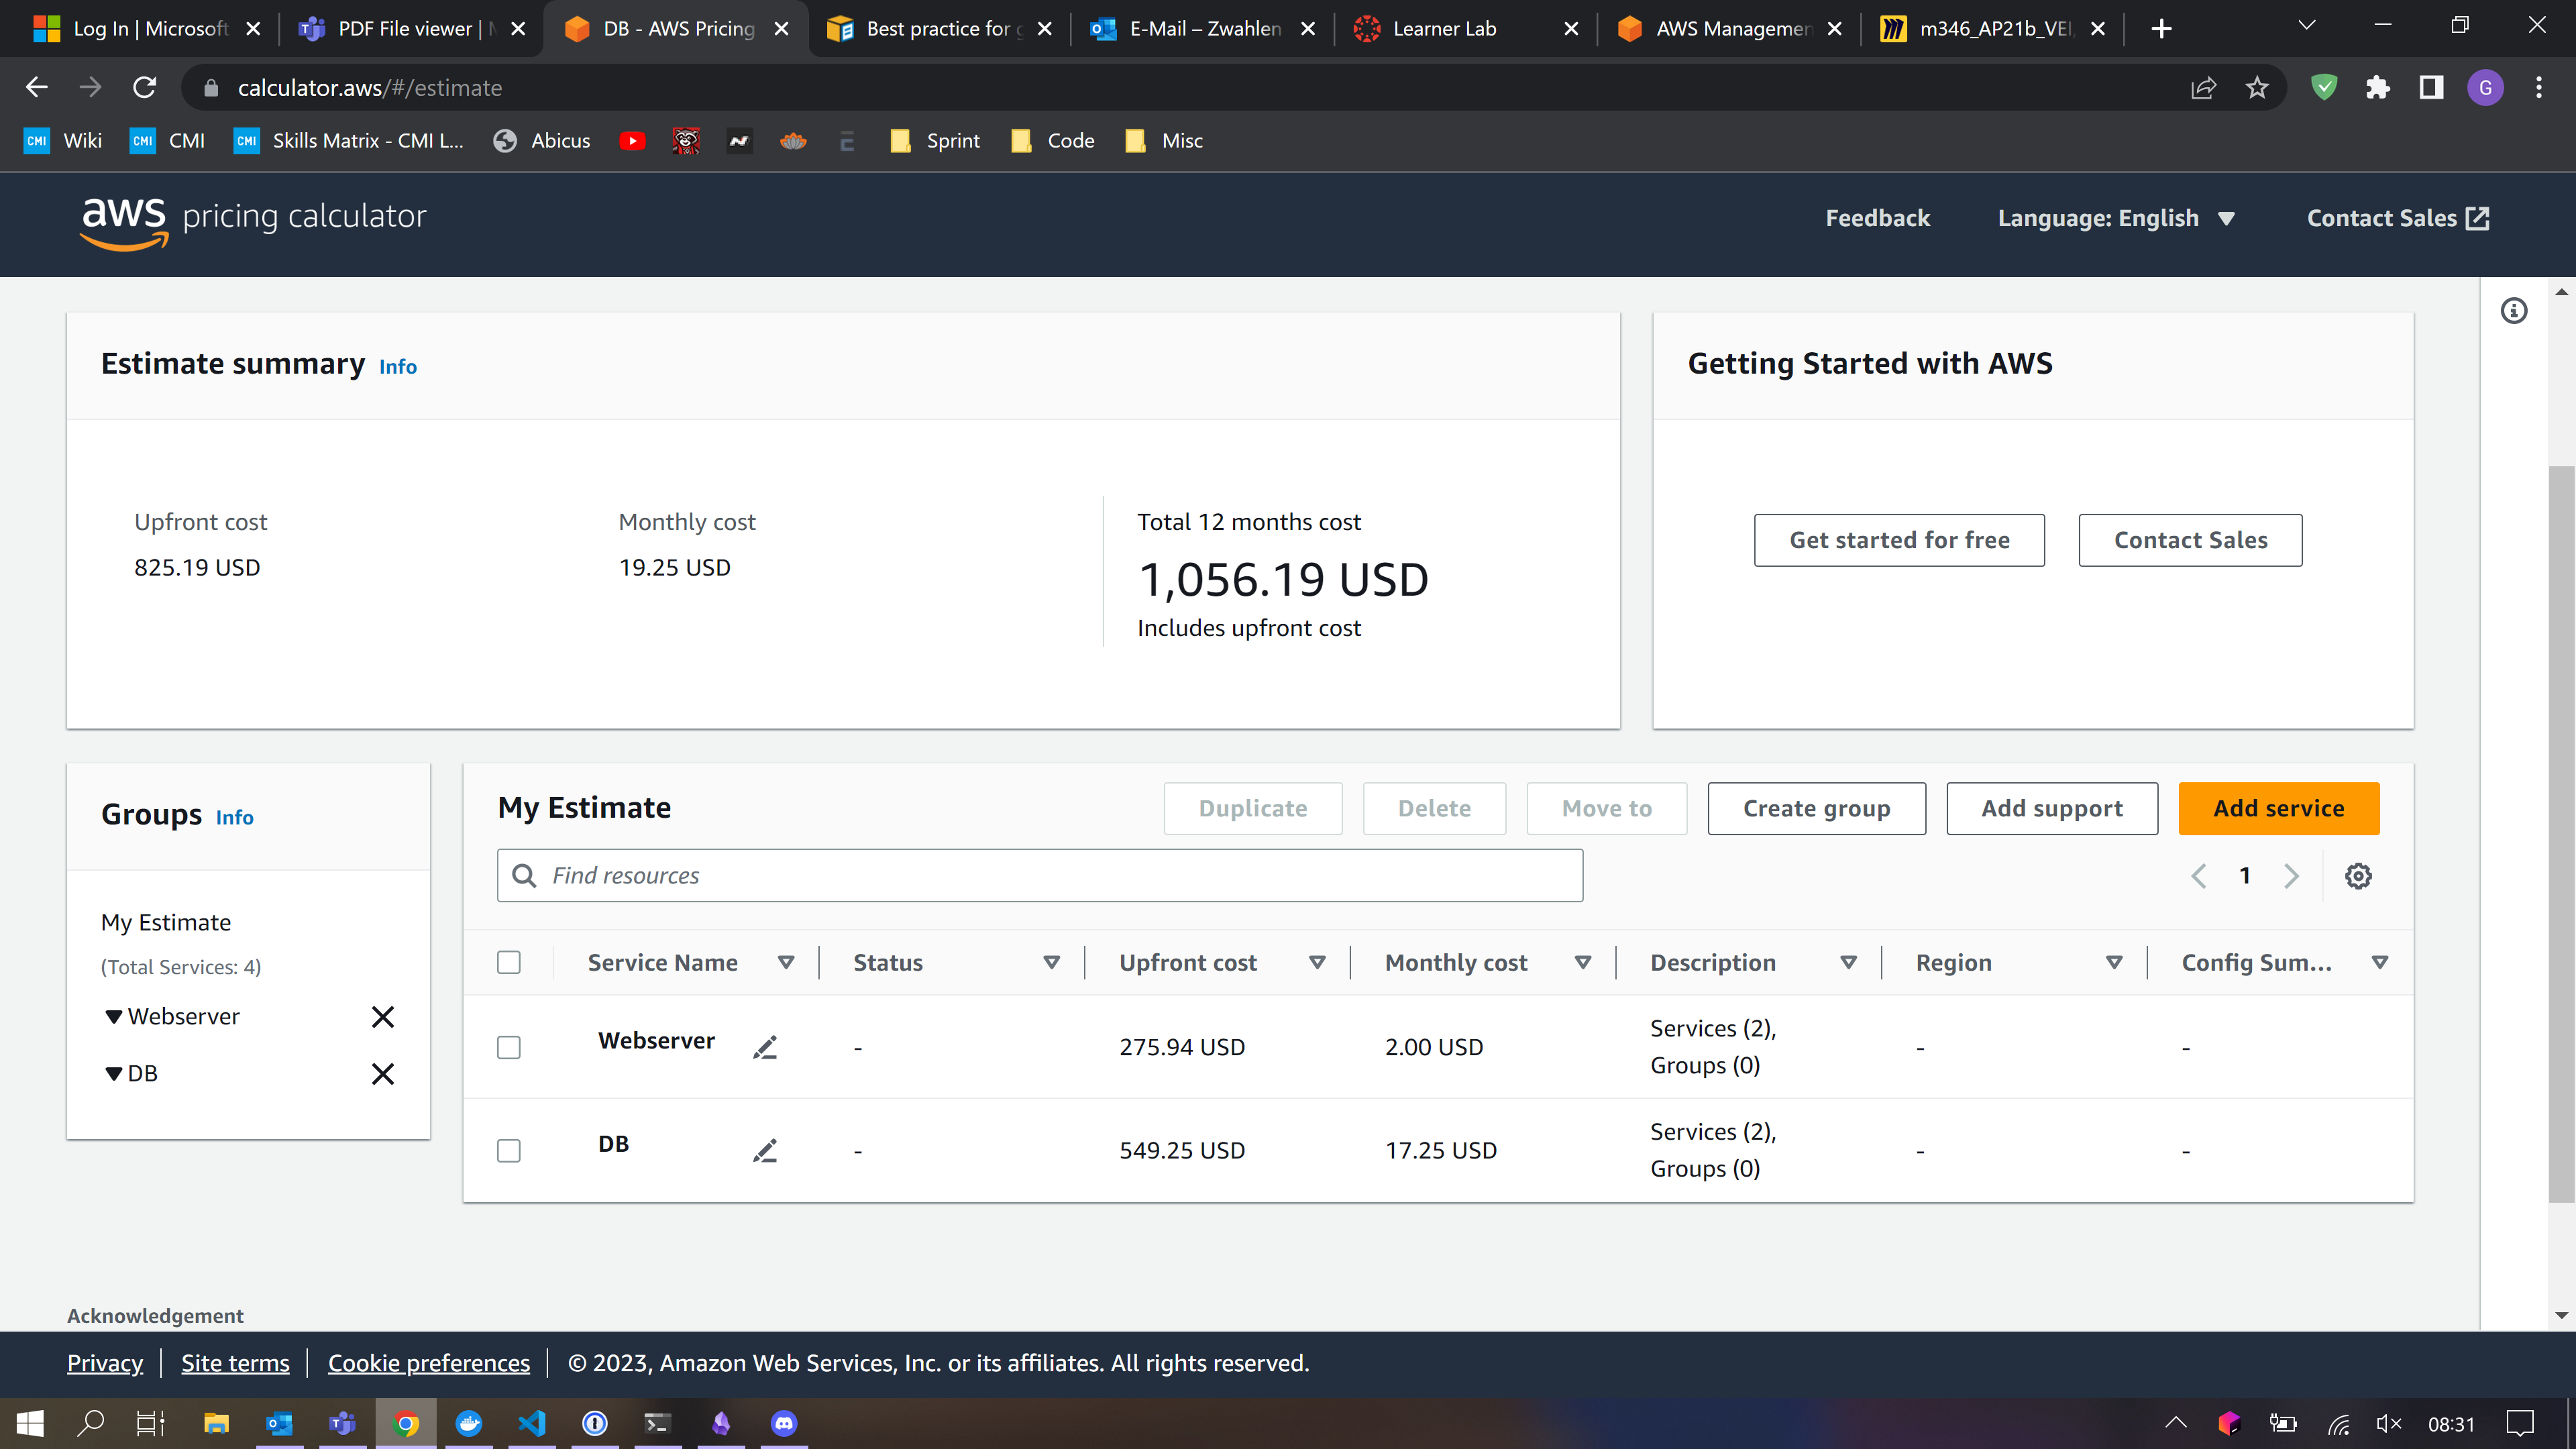 Log In | Microsoft
PDF File viewer |
DB - AWS Pricing
Best practice for
E-Mail – Zwahlen
Learner Lab
AWS Managemen
m346_AP21b_VEI,
calculator.aws/#/estimate
G
CMI Wiki
CMI CMI
CMI Skills Matrix - CMI L...
Abicus
Sprint
Code
Misc
aws pricing calculator
Feedback
Language: English
Contact Sales
Estimate summary Info
Upfront cost
825.19 USD
Monthly cost
19.25 USD
Total 12 months cost
1,056.19 USD
Includes upfront cost
Getting Started with AWS
Get started for free
Contact Sales
Groups Info
My Estimate
(Total Services: 4)
Webserver
DB
My Estimate
Duplicate
Delete
Move to
Create group
Add support
Add service
Find resources
1
Service Name Status Upfront cost Monthly cost Description Region Config Sum...
Webserver - 275.94 USD 2.00 USD Services (2), Groups (0) - -
DB - 549.25 USD 17.25 USD Services (2), Groups (0) - -
Acknowledgement
Privacy
Site terms
Cookie preferences
© 2023, Amazon Web Services, Inc. or its affiliates. All rights reserved.
08:31